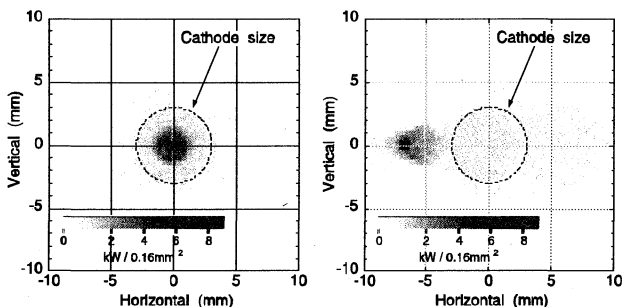 10
5
0
-5
-10
Vertical (mm)
Cathode size
0 2 4 6 8
kW / 0.16mm²
-5 0 5 10
Horizontal (mm)
10
5
0
-5
-10
Vertical (mm)
Cathode size
0 2 4 6 8
kW / 0.16mm²
-5 0 5 10
Horizontal (mm)